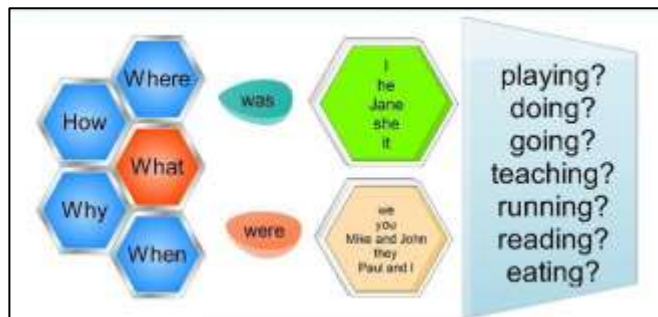 Where
How
What
Why
When
was
were
I
he
Jane
she
it
we
you
Mike and John
they
Paul and I
playing?
doing?
going?
teaching?
running?
reading?
eating?